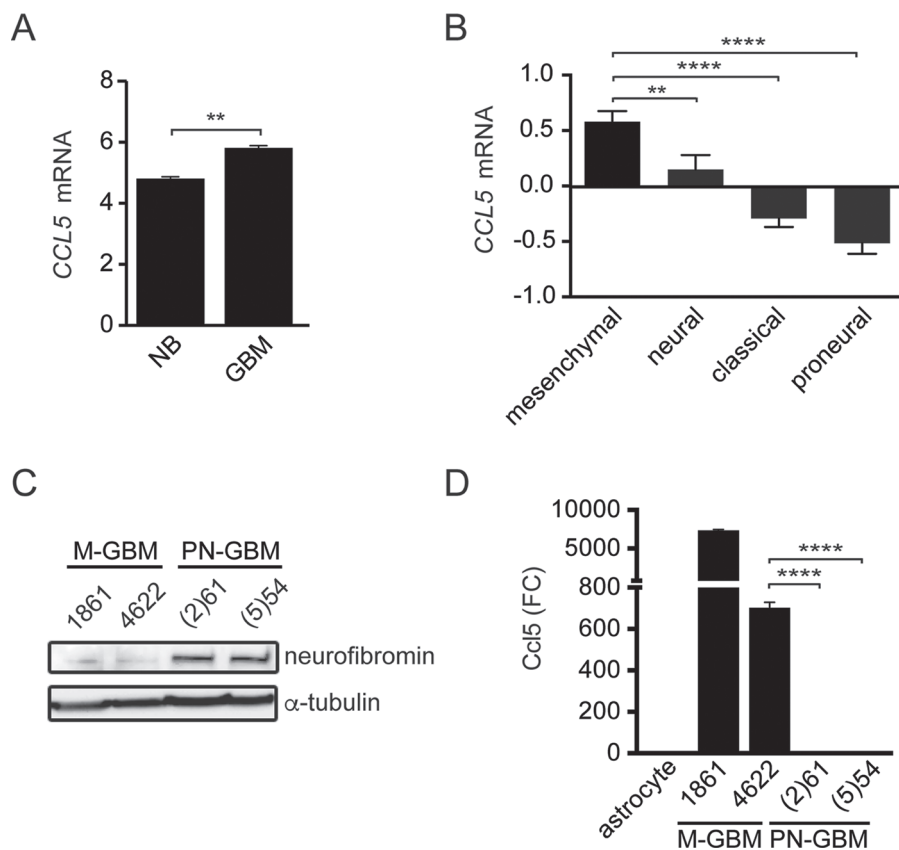 A
8
6
4
2
0
CCL5 mRNA
**
NB
GBM
B
****
****
**
1.0
0.5
0.0
-0.5
-1.0
CCL5 mRNA
mesenchymal
neural
classical
proneural
C
M-GBM PN-GBM
1861 4622 (2)61 (5)54
neurofibromin
α-tubulin
D
10000
5000
800
600
400
200
0
Ccl5 (FC)
****
****
astrocyte
1861
4622
(2)61
(5)54
M-GBM PN-GBM